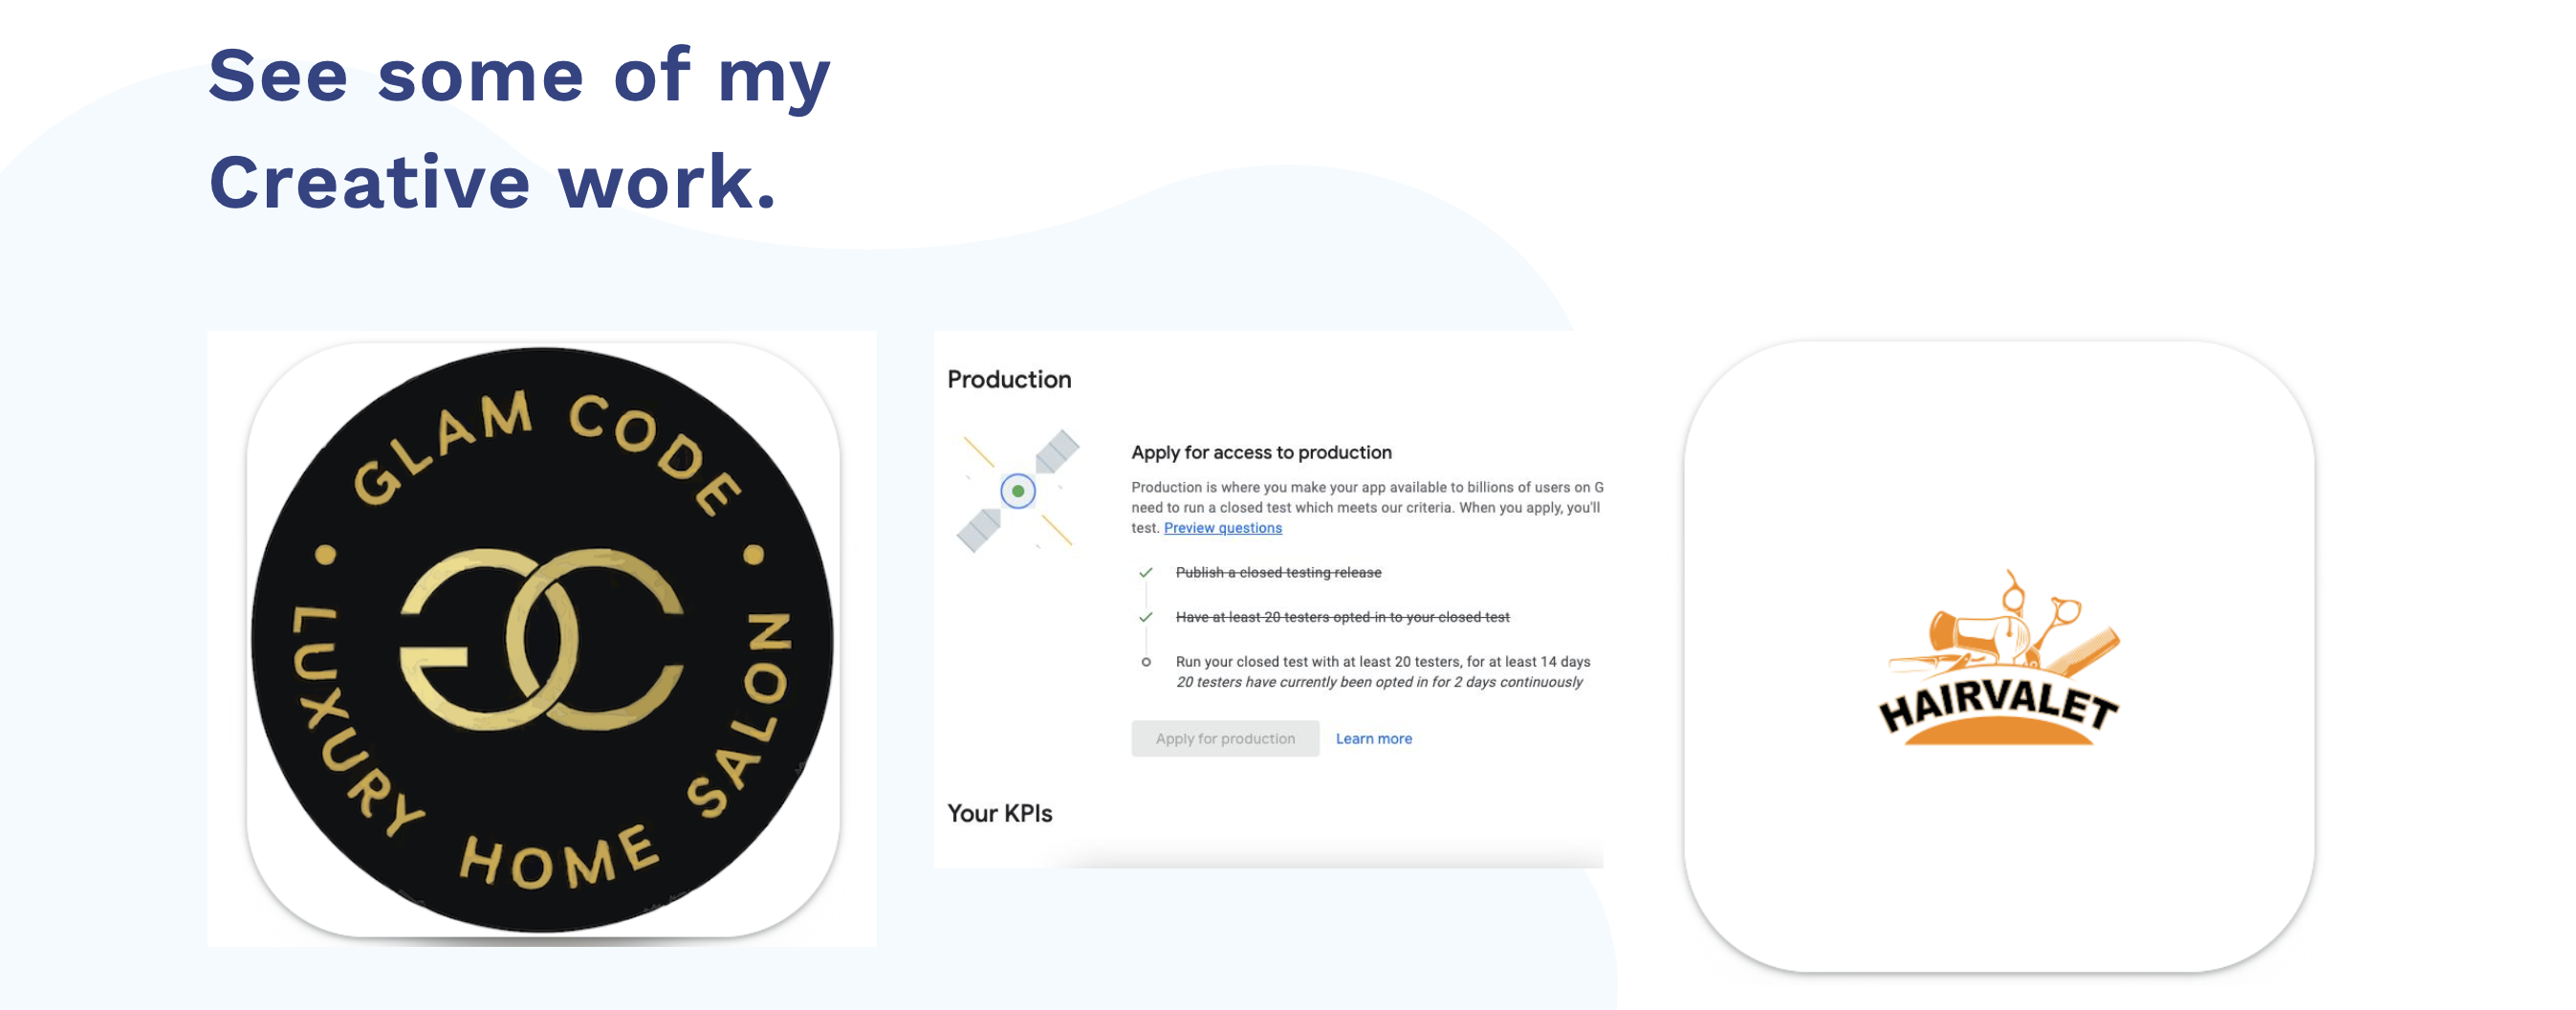 See some of my
Creative work.
GLAM CODE
LUXURY HOME SALON
Production
Apply for access to production
Production is where you make your app available to billions of users on G
need to run a closed test which meets our criteria. When you apply, you'll
test. Preview questions
Publish a closed testing release
Have at least 20 testers opted in to your closed test
Run your closed test with at least 20 testers, for at least 14 days
20 testers have currently been opted in for 2 days continuously
Apply for production Learn more
Your KPIs
HAIRVALET